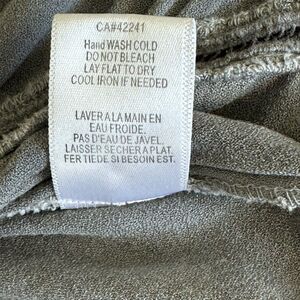 CA#42241
Hand WASH COLD
DO NOT BLEACH
LAY FLAT TO DRY
COOL IRON IF NEEDED
LAVER A LA MAIN EN
EAU FROIDE.
PAS D'EAU DE JAVEL.
LAISSER SECHER A PLAT.
FER TIEDE SI BESOIN EST.